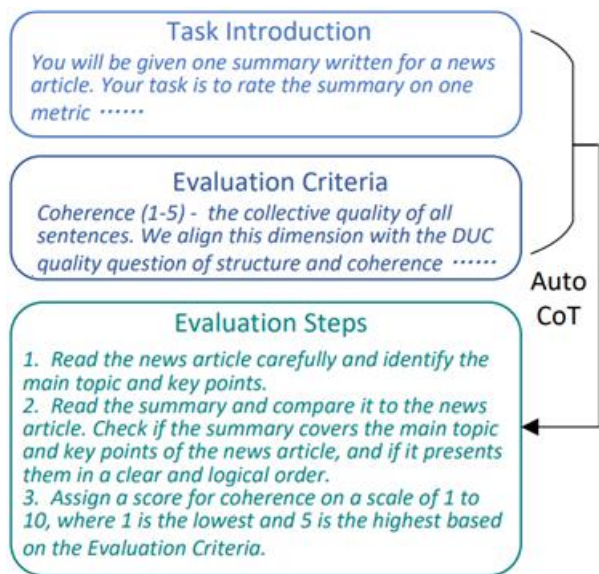 Task Introduction
You will be given one summary written for a news
article. Your task is to rate the summary on one
metric ······
Evaluation Criteria
Coherence (1-5) - the collective quality of all
sentences. We align this dimension with the DUC
quality question of structure and coherence ······
Auto
CoT
Evaluation Steps
1. Read the news article carefully and identify the
main topic and key points.
2. Read the summary and compare it to the news
article. Check if the summary covers the main topic
and key points of the news article, and if it presents
them in a clear and logical order.
3. Assign a score for coherence on a scale of 1 to
10, where 1 is the lowest and 5 is the highest based
on the Evaluation Criteria.